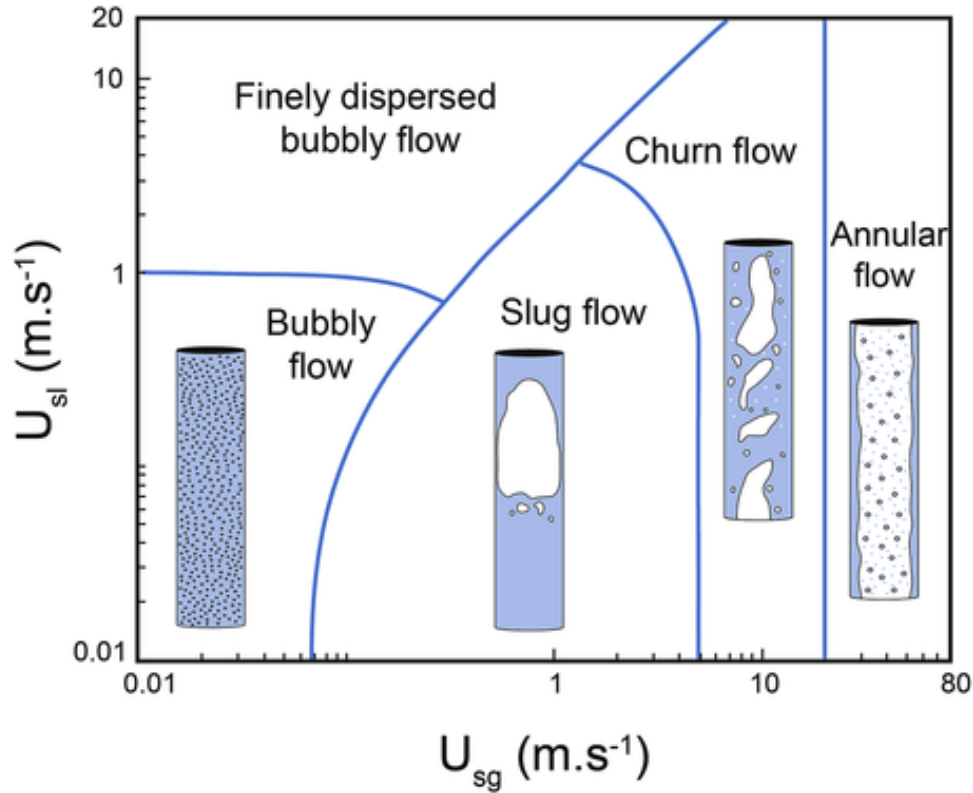 20
10
1
0.01
U_sl (m.s⁻¹)
Finely dispersed
bubbly flow
Churn flow
Annular
flow
Bubbly
flow
Slug flow
0.01
1
10
80
U_sg (m.s⁻¹)